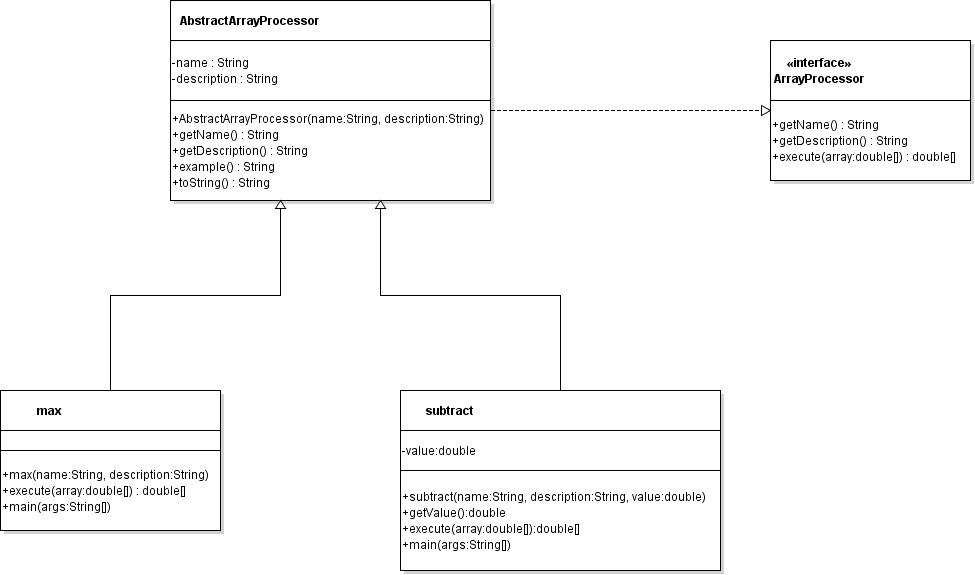 AbstractArrayProcessor
-name : String
-description : String
+AbstractArrayProcessor(name:String, description:String)
+getName() : String
+getDescription() : String
+example() : String
+toString() : String
«interface»
ArrayProcessor
+getName() : String
+getDescription() : String
+execute(array:double[]) : double[]
max
+max(name:String, description:String)
+execute(array:double[]) : double[]
+main(args:String[])
subtract
-value:double
+subtract(name:String, description:String, value:double)
+getValue():double
+execute(array:double[]):double[]
+main(args:String[])